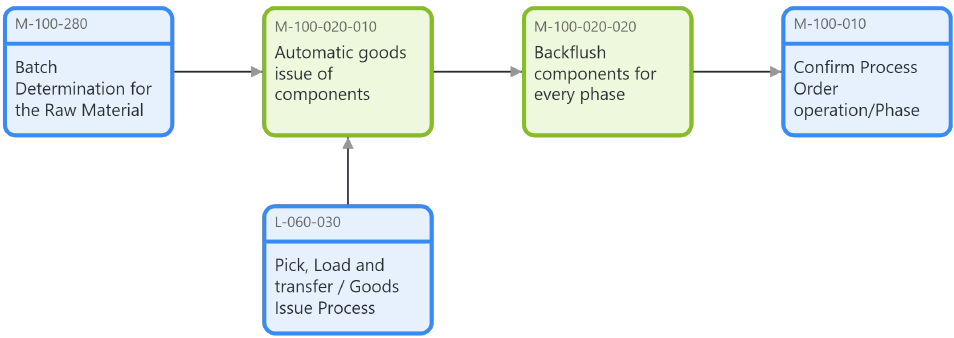 M-100-280
Batch
Determination for
the Raw Material
M-100-020-010
Automatic goods
issue of
components
M-100-020-020
Backflush
components for
every phase
M-100-010
Confirm Process
Order
operation/Phase
L-060-030
Pick, Load and
transfer / Goods
Issue Process